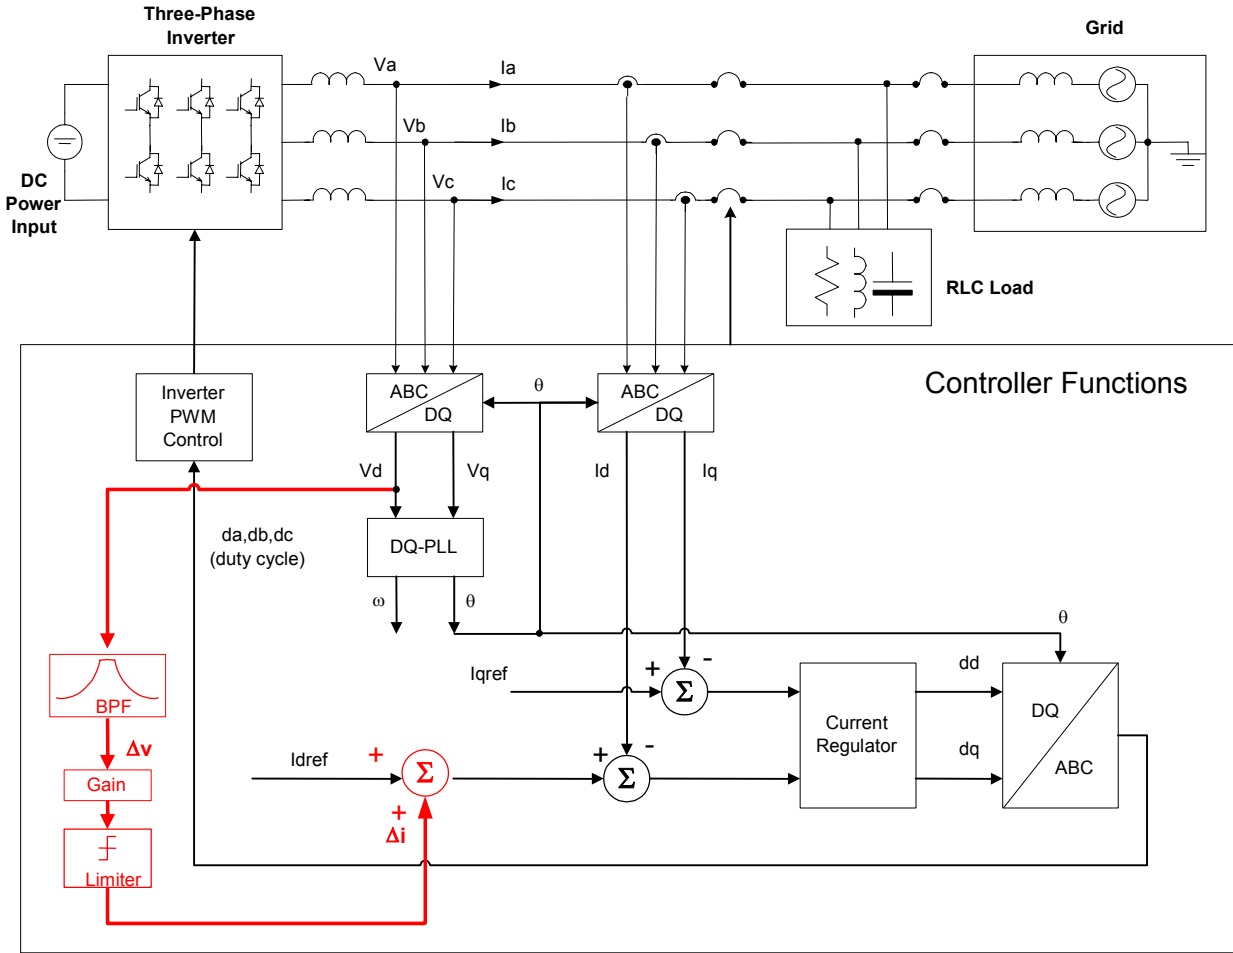 Three-Phase
Inverter
Grid
Va
Ia
Vb
Ib
Vc
Ic
DC
Power
Input
RLC Load
Controller Functions
Inverter
PWM
Control
ABC
DQ
θ
ABC
DQ
Vd
Vq
Id
Iq
da,db,dc
(duty cycle)
DQ-PLL
ω
θ
θ
BPF
Δv
Gain
Limiter
Iqref
+
-
Σ
Idref
+
Σ
+
Δi
+
-
Σ
Current
Regulator
dd
dq
DQ
ABC